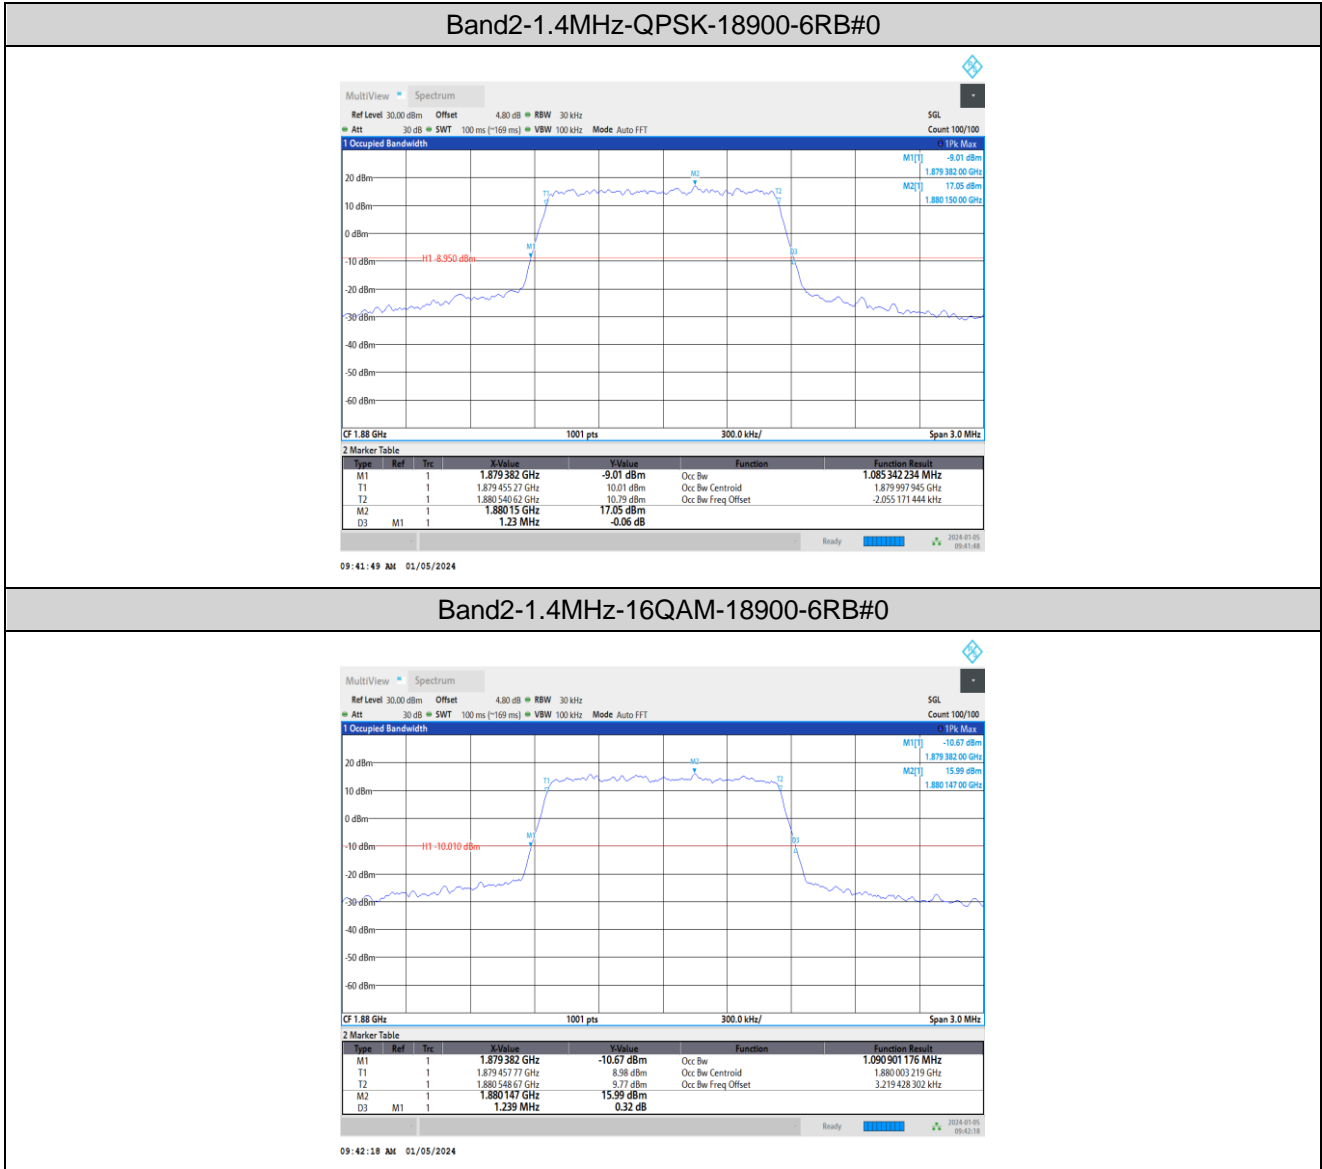 Band2-1.4MHz-QPSK-18900-6RB#0
MultiView Spectrum
Ref Level 30.00 dBm Offset 4.80 dB RBW 30 kHz SGL
Att 30 dB SWT 100 ms (~169 ms) VBW 100 kHz Mode Auto FFT Count 100/100
1 Occupied Bandwidth 1Pk Max
M1[1] -9.01 dBm
1.879 382 00 GHz
M2[1] 17.05 dBm
1.880 150 00 GHz
M2
T1
T2
M1
D3
H1 -8.950 dBm
20 dBm
10 dBm
0 dBm
-10 dBm
-20 dBm
-30 dBm
-40 dBm
-50 dBm
-60 dBm
CF 1.88 GHz 1001 pts 300.0 kHz/ Span 3.0 MHz
2 Marker Table
Type Ref Trc X-Value Y-Value Function Function Result
M1 1 1.879 382 GHz -9.01 dBm Occ Bw 1.085 342 234 MHz
T1 1 1.879 455 27 GHz 10.01 dBm Occ Bw Centroid 1.879 997 945 GHz
T2 1 1.880 540 62 GHz 10.79 dBm Occ Bw Freq Offset -2.055 171 444 kHz
M2 1 1.880 15 GHz 17.05 dBm
D3 M1 1 1.23 MHz -0.06 dB
Ready 2024-01-05
09:41:48
09:41:49 AM 01/05/2024
Band2-1.4MHz-16QAM-18900-6RB#0
MultiView Spectrum
Ref Level 30.00 dBm Offset 4.80 dB RBW 30 kHz SGL
Att 30 dB SWT 100 ms (~169 ms) VBW 100 kHz Mode Auto FFT Count 100/100
1 Occupied Bandwidth 1Pk Max
M1[1] -10.67 dBm
1.879 382 00 GHz
M2[1] 15.99 dBm
1.880 147 00 GHz
M2
T1
T2
M1
D3
H1 -10.010 dBm
20 dBm
10 dBm
0 dBm
-10 dBm
-20 dBm
-30 dBm
-40 dBm
-50 dBm
-60 dBm
CF 1.88 GHz 1001 pts 300.0 kHz/ Span 3.0 MHz
2 Marker Table
Type Ref Trc X-Value Y-Value Function Function Result
M1 1 1.879 382 GHz -10.67 dBm Occ Bw 1.090 901 176 MHz
T1 1 1.879 457 77 GHz 8.98 dBm Occ Bw Centroid 1.880 003 219 GHz
T2 1 1.880 548 67 GHz 9.77 dBm Occ Bw Freq Offset 3.219 428 302 kHz
M2 1 1.880 147 GHz 15.99 dBm
D3 M1 1 1.239 MHz 0.32 dB
Ready 2024-01-05
09:42:18
09:42:18 AM 01/05/2024